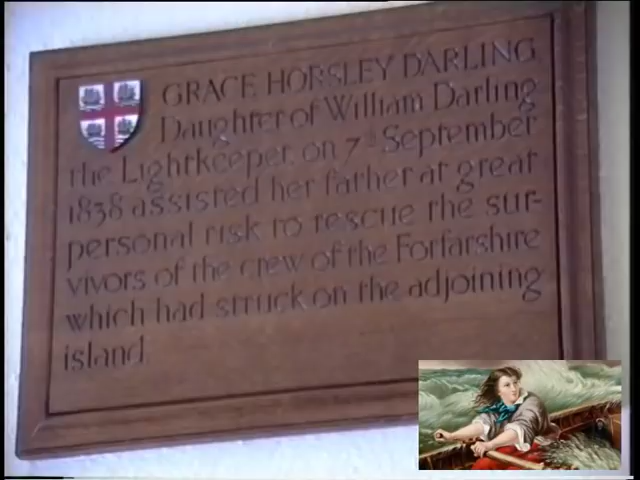 GRACE HORSLEY DARLING
Daughter of William Darling
the Lightkeeper, on 7th September
1838 assisted her father at great
personal risk to rescue the sur-
vivors of the crew of the Forfarshire
which had struck on the adjoining
island